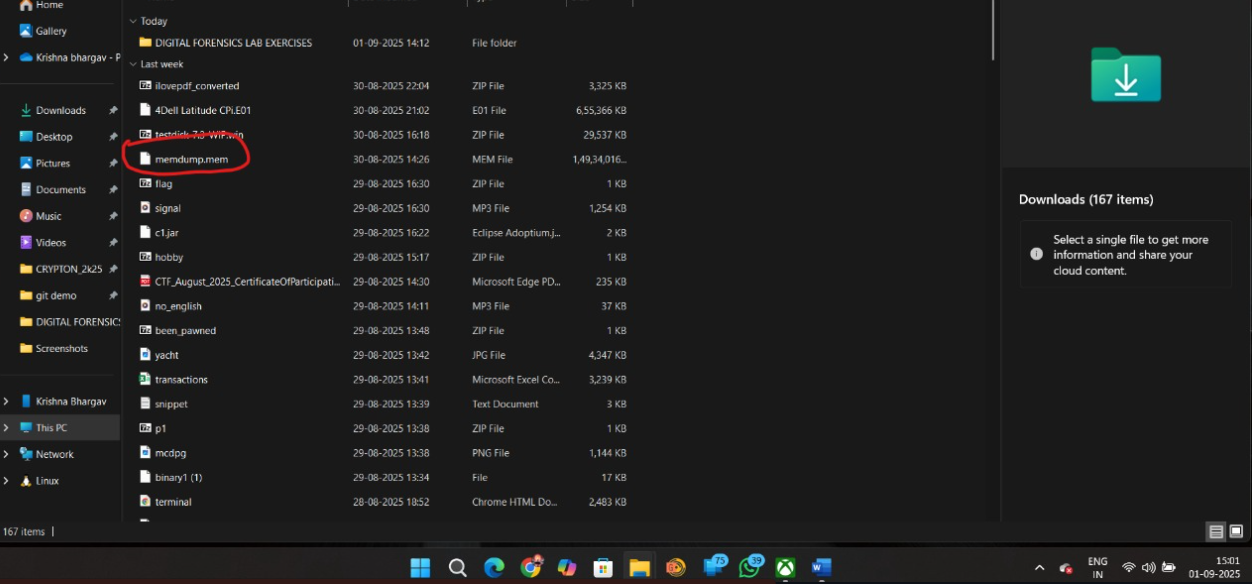 Home
Gallery
Krishna bhargav - P
Downloads
Desktop
Pictures
Documents
Music
Videos
CRYPTON_2k25
git demo
DIGITAL FORENSICS
Screenshots
Krishna Bhargav
This PC
Network
Linux
Today
DIGITAL FORENSICS LAB EXERCISES 01-09-2025 14:12 File folder
Last week
ilovepdf_converted 30-08-2025 22:04 ZIP File 3,325 KB
4Dell Latitude CPi.E01 30-08-2025 21:02 E01 File 6,55,366 KB
testdisk-7.3-WIP.win 30-08-2025 16:18 ZIP File 29,537 KB
memdump.mem 30-08-2025 14:26 MEM File 1,49,34,016...
flag 29-08-2025 16:30 ZIP File 1 KB
signal 29-08-2025 16:30 MP3 File 1,254 KB
c1.jar 29-08-2025 16:22 Eclipse Adoptium.j... 2 KB
hobby 29-08-2025 15:17 ZIP File 1 KB
CTF_August_2025_CertificateOfParticipati... 29-08-2025 14:30 Microsoft Edge PD... 235 KB
no_english 29-08-2025 14:11 MP3 File 37 KB
been_pawned 29-08-2025 13:48 ZIP File 1 KB
yacht 29-08-2025 13:42 JPG File 4,347 KB
transactions 29-08-2025 13:41 Microsoft Excel Co... 3,239 KB
snippet 29-08-2025 13:39 Text Document 3 KB
p1 29-08-2025 13:38 ZIP File 1 KB
mcdpg 29-08-2025 13:38 PNG File 1,144 KB
binary1 (1) 29-08-2025 13:34 File 17 KB
terminal 28-08-2025 18:52 Chrome HTML Do... 2,483 KB
Downloads (167 items)
Select a single file to get more
information and share your
cloud content.
167 items
75
39
ENG
IN
15:01
01-09-2025